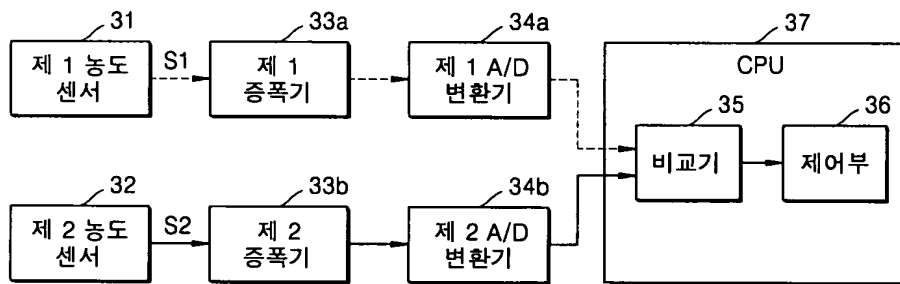 31
33a
34a
37
제 1 농도
센서
S1
제 1
증폭기
제 1 A/D
변환기
CPU
35
36
비교기
제어부
32
33b
34b
제 2 농도
센서
S2
제 2
증폭기
제 2 A/D
변환기